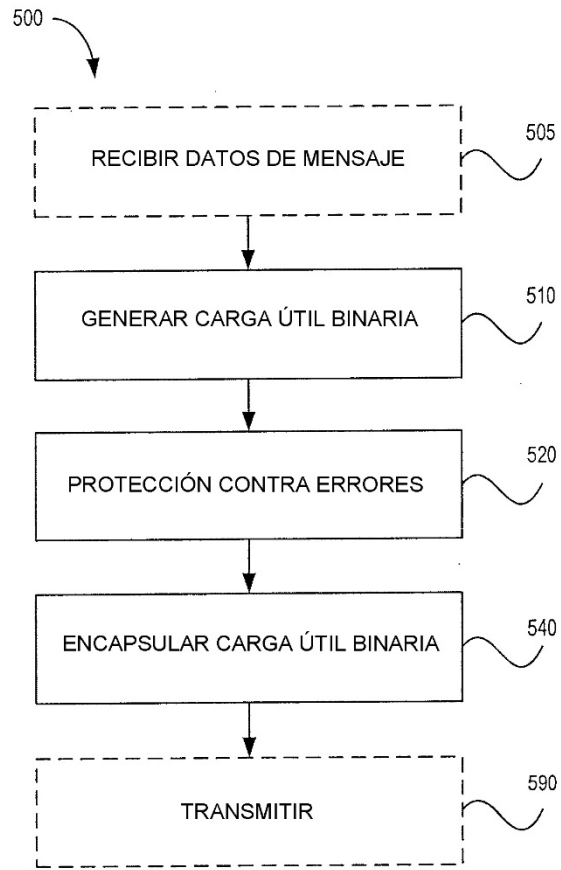 500
RECIBIR DATOS DE MENSAJE
505
GENERAR CARGA ÚTIL BINARIA
510
PROTECCIÓN CONTRA ERRORES
520
ENCAPSULAR CARGA ÚTIL BINARIA
540
TRANSMITIR
590